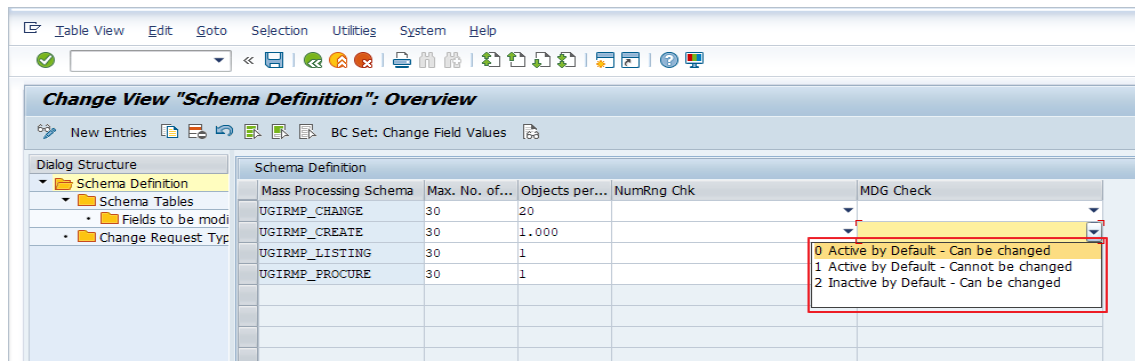 Table View Edit Goto Selection Utilities System Help
Change View "Schema Definition": Overview
New Entries BC Set: Change Field Values
Dialog Structure
Schema Definition
Schema Tables
Fields to be modi
Change Request Typ
Schema Definition
Mass Processing Schema Max. No. of... Objects per... NumRng Chk MDG Check
UGIRMP_CHANGE 30 20
UGIRMP_CREATE 30 1.000
UGIRMP_LISTING 30 1
UGIRMP_PROCURE 30 1
0 Active by Default - Can be changed
1 Active by Default - Cannot be changed
2 Inactive by Default - Can be changed